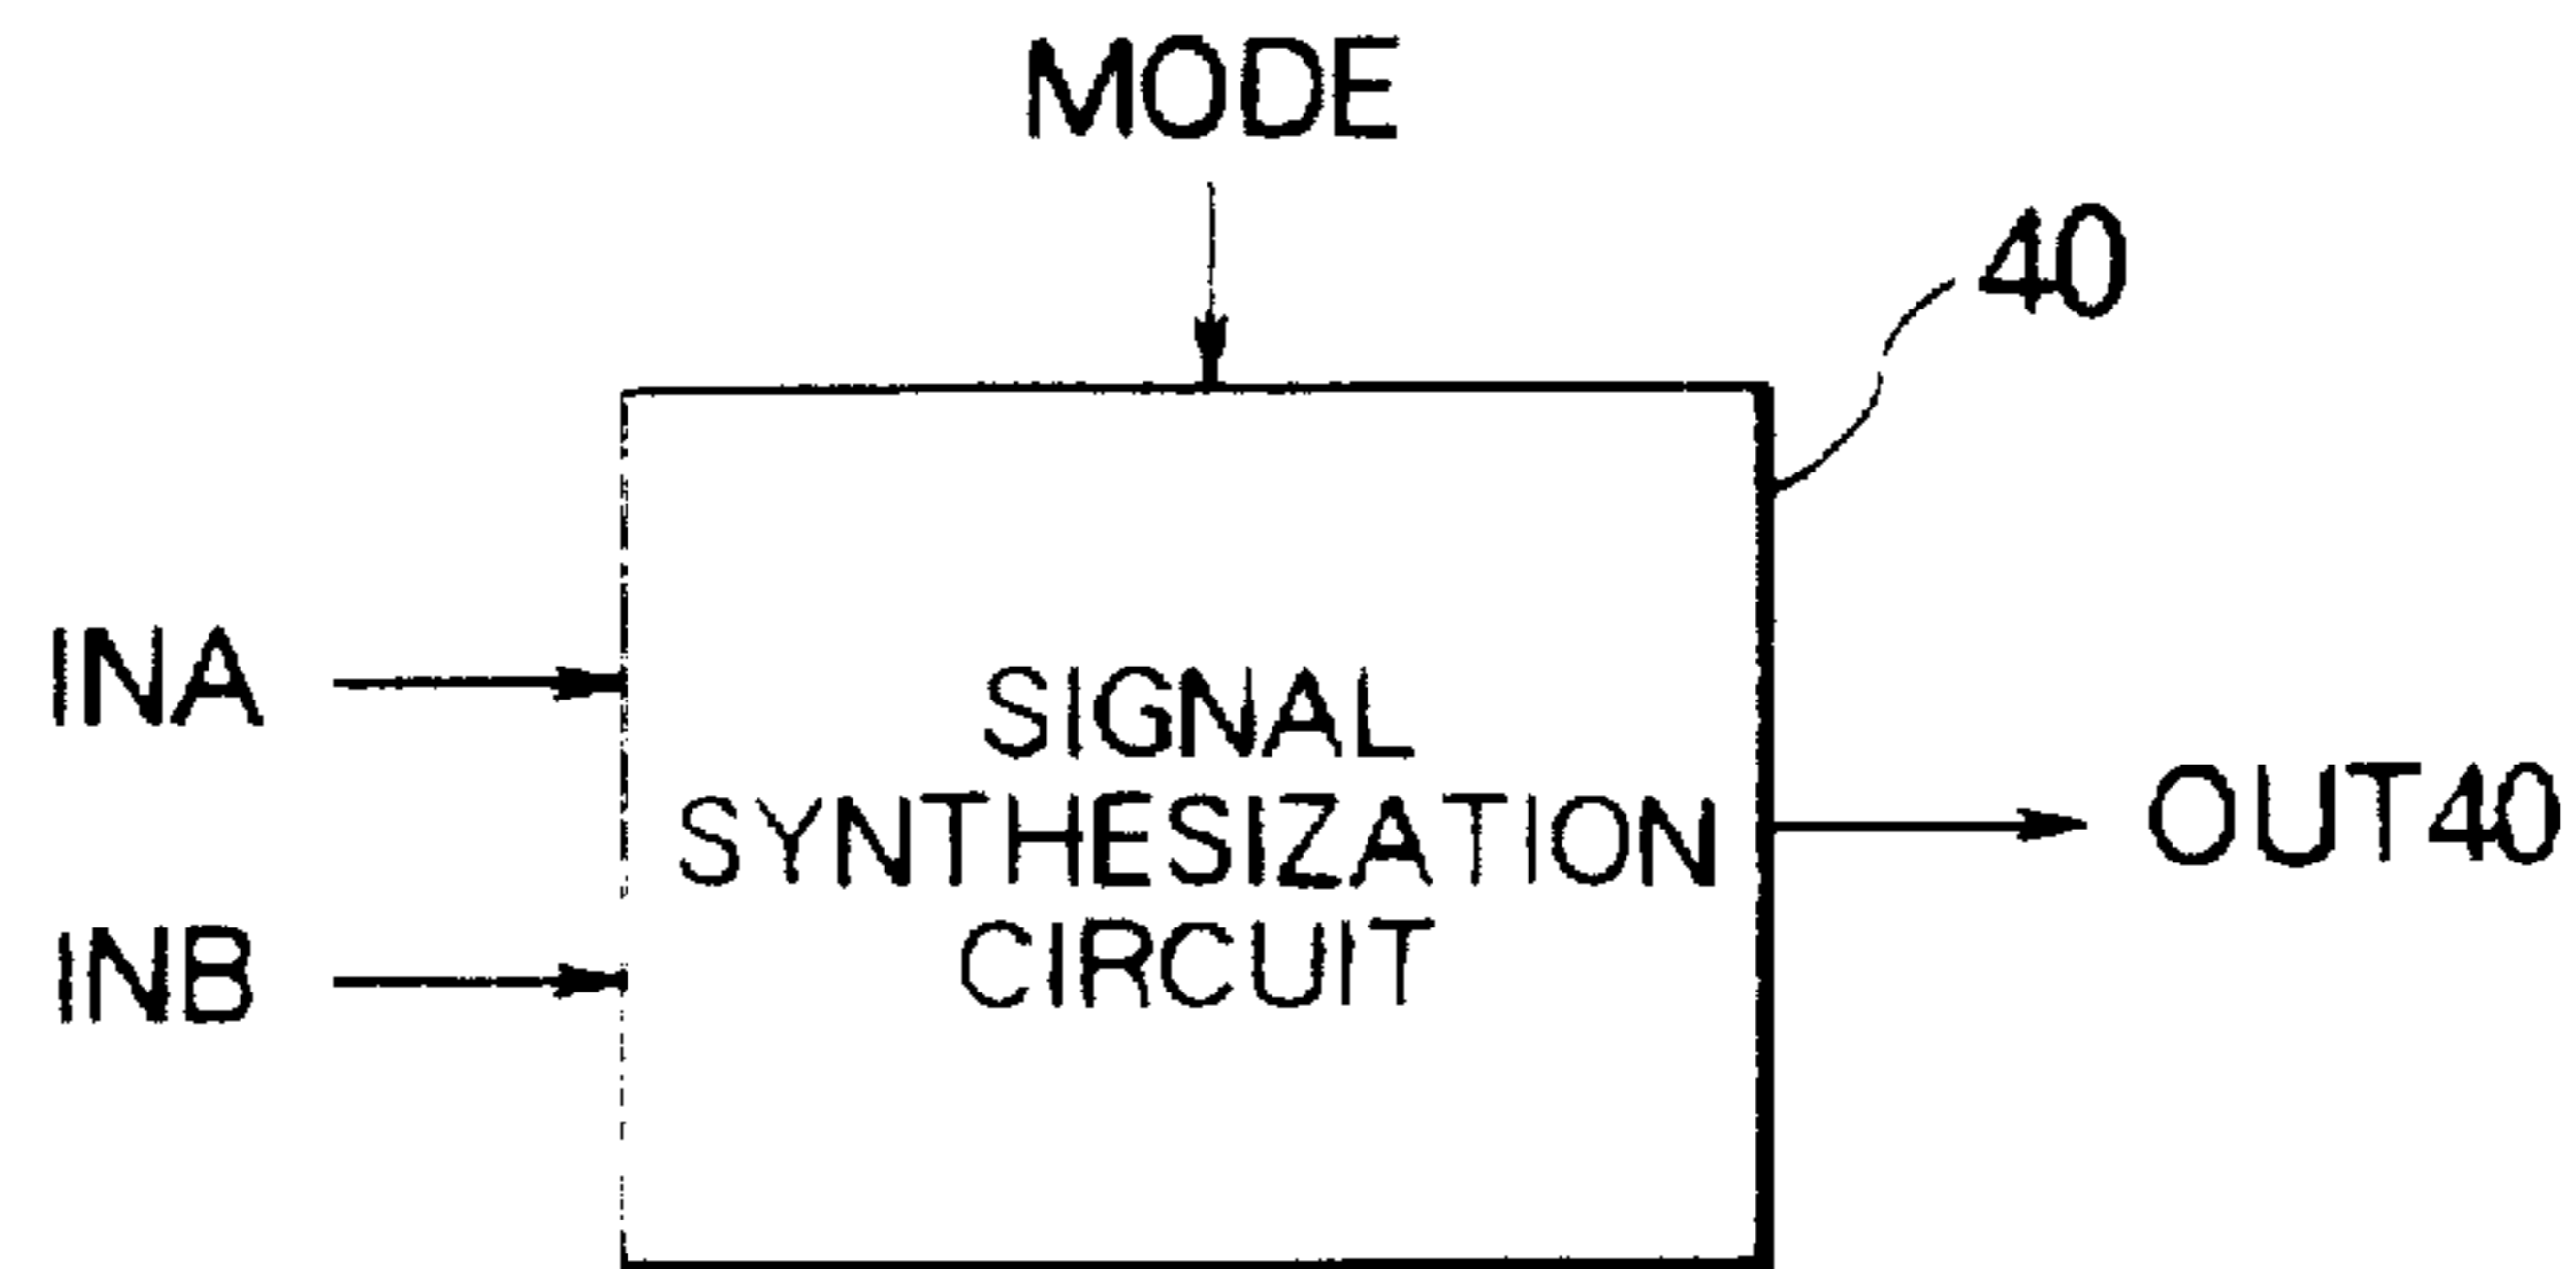 MODE
40
INA
SIGNAL
SYNTHESIZATION
CIRCUIT
OUT40
INB